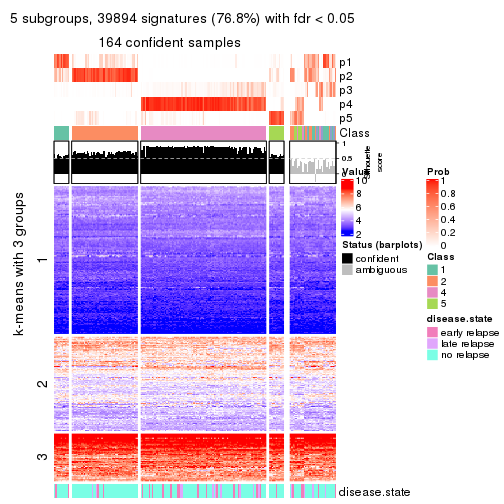 5 subgroups, 39894 signatures (76.8%) with fdr < 0.05
164 confident samples
p1
p2
p3
p4
p5
Class
1
0.5
0
Silhouette
score
k-means with 3 groups
1
2
3
disease.state
Value
10
8
6
4
2
Status (barplots)
confident
ambiguous
Prob
1
0.8
0.6
0.4
0.2
0
Class
1
2
4
5
disease.state
early relapse
late relapse
no relapse